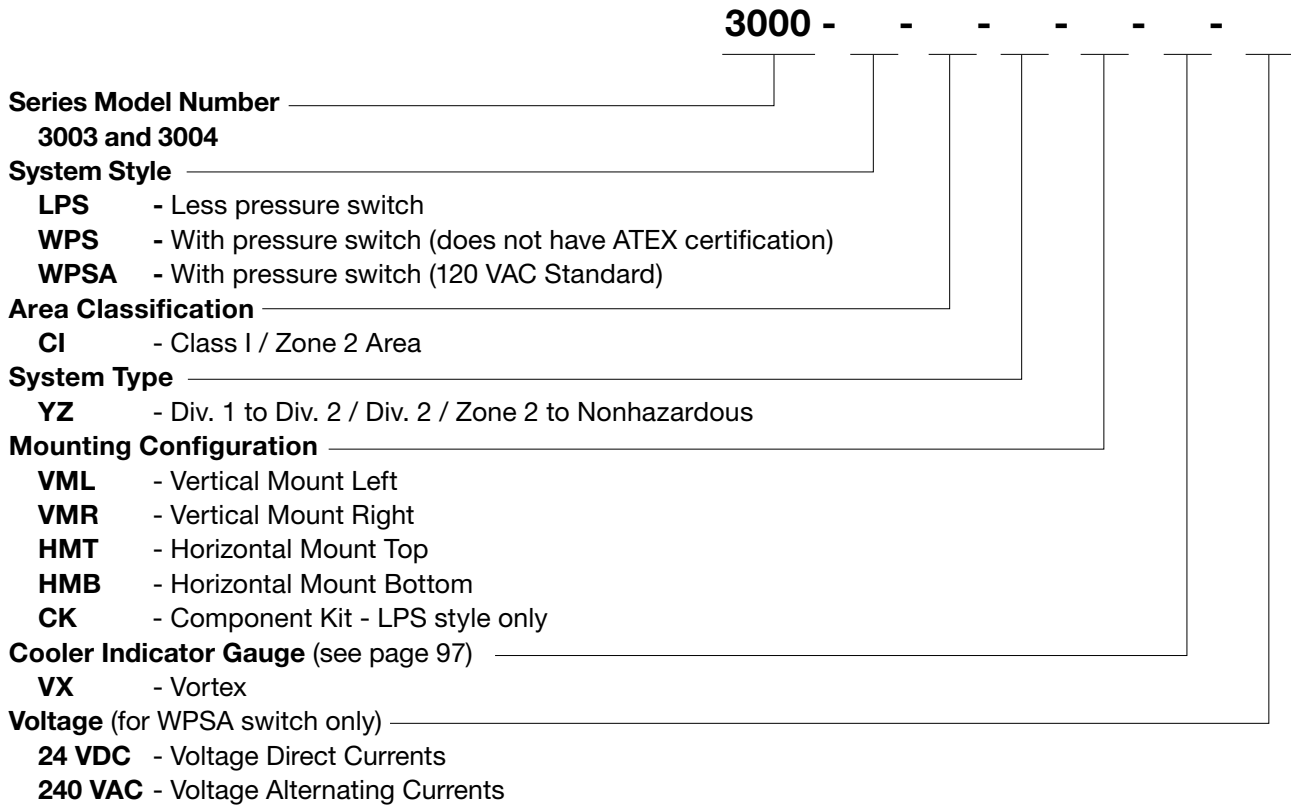 3000 - - - - - -
Series Model Number
3003 and 3004
System Style
LPS - Less pressure switch
WPS - With pressure switch (does not have ATEX certification)
WPSA - With pressure switch (120 VAC Standard)
Area Classification
CI - Class I / Zone 2 Area
System Type
YZ - Div. 1 to Div. 2 / Div. 2 / Zone 2 to Nonhazardous
Mounting Configuration
VML - Vertical Mount Left
VMR - Vertical Mount Right
HMT - Horizontal Mount Top
HMB - Horizontal Mount Bottom
CK - Component Kit - LPS style only
Cooler Indicator Gauge (see page 97)
VX - Vortex
Voltage (for WPSA switch only)
24 VDC - Voltage Direct Currents
240 VAC - Voltage Alternating Currents